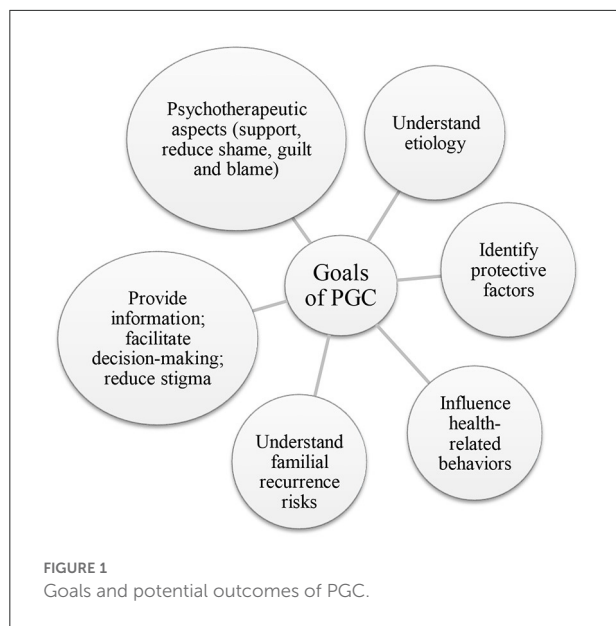 Psychotherapeutic
aspects (support,
reduce shame, guilt
and blame)
Understand
etiology
Identify
protective
factors
Influence
health-
related
behaviors
Understand
familial
recurrence
risks
Provide
information;
facilitate
decision-making;
reduce stigma
Goals
of PGC
FIGURE 1
Goals and potential outcomes of PGC.